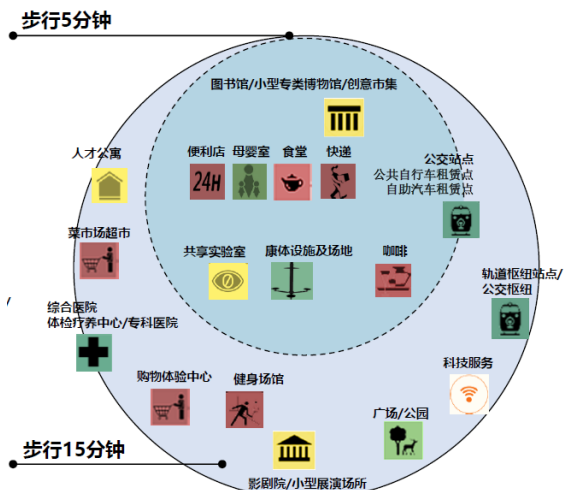 步行5分钟
图书馆/小型专类博物馆/创意市集
人才公寓
便利店
母婴室
食堂
快递
24H
公交站点
公共自行车租赁点
自助汽车租赁点
菜市场超市
共享实验室
康体设施及场地
咖啡
轨道枢纽站点/
公交枢纽
/
综合医院
体检疗养中心/专科医院
科技服务
购物体验中心
健身场馆
广场/公园
步行15分钟
影剧院/小型展演场所